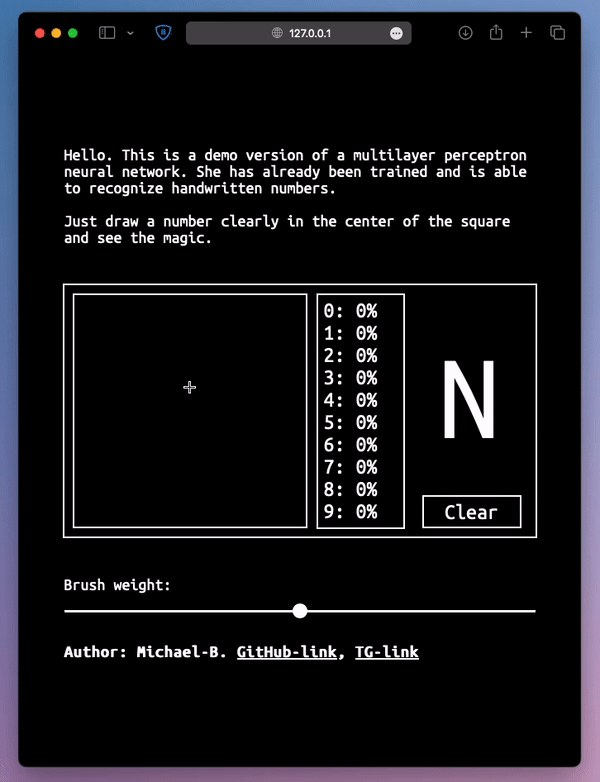 127.0.0.1
Hello. This is a demo version of a multilayer perceptron
neural network. She has already been trained and is able
to recognize handwritten numbers.
Just draw a number clearly in the center of the square
and see the magic.
0: 0%
1: 0%
2: 0%
3: 0%
4: 0%
5: 0%
6: 0%
7: 0%
8: 0%
9: 0%
N
Clear
Brush weight:
Author: Michael-B. GitHub-link, TG-link